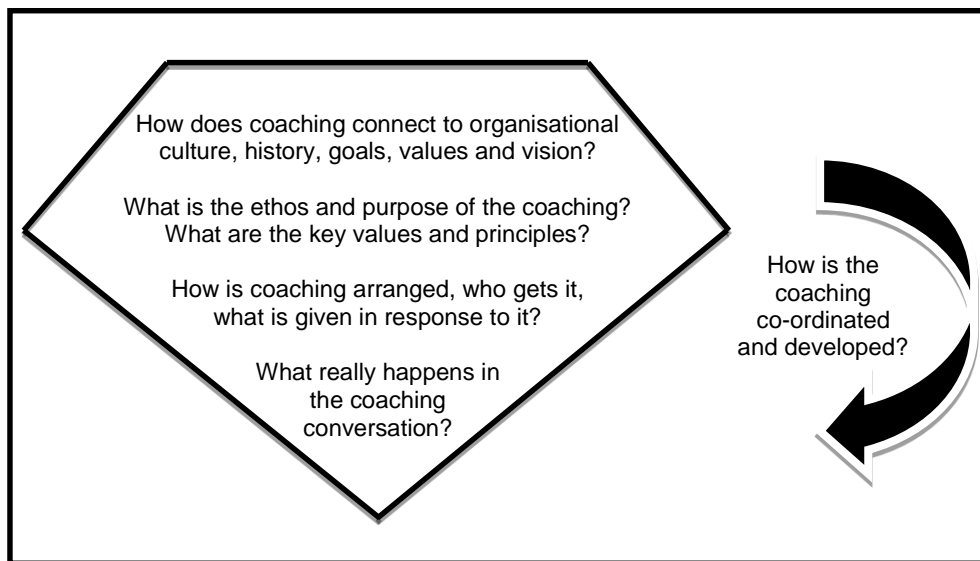 How does coaching connect to organisational
culture, history, goals, values and vision?
What is the ethos and purpose of the coaching?
What are the key values and principles?
How is coaching arranged, who gets it,
what is given in response to it?
What really happens in
the coaching
conversation?
How is the
coaching
co-ordinated
and developed?